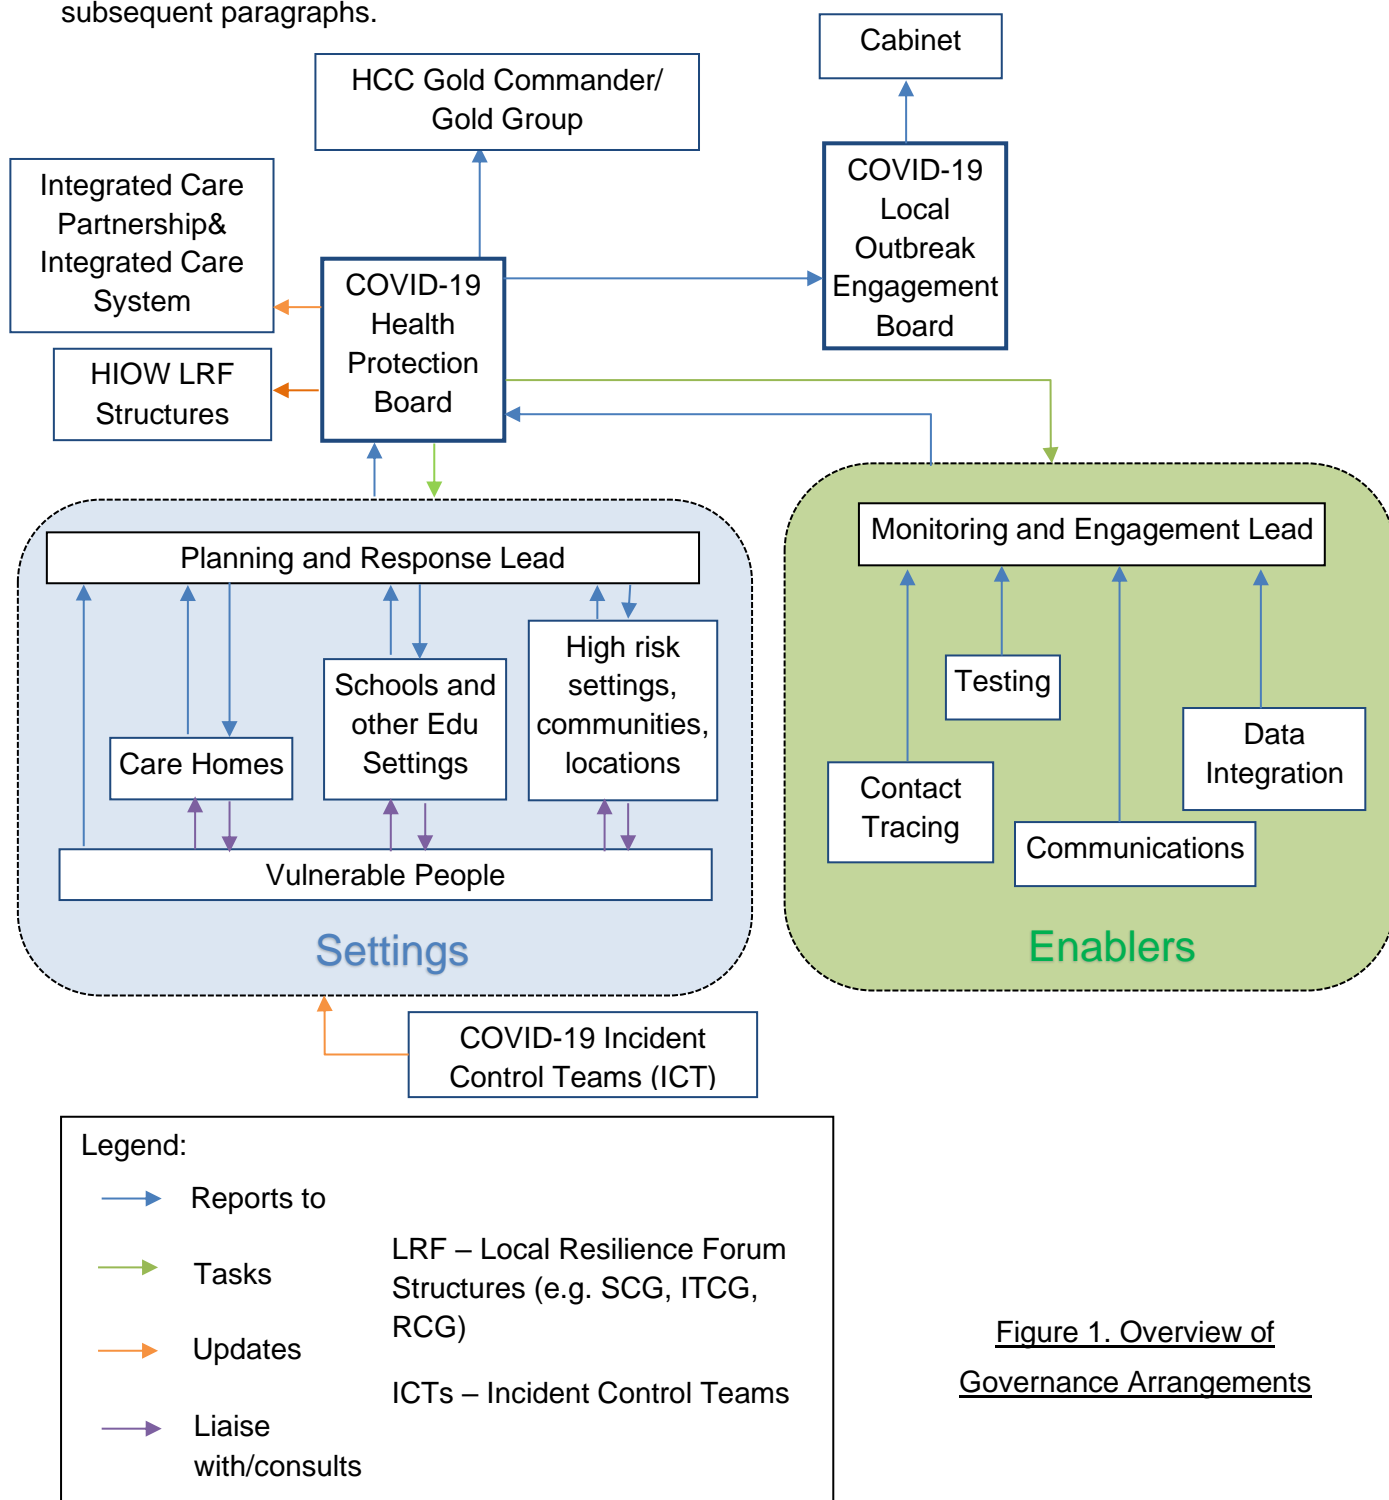 subsequent paragraphs.
Cabinet
HCC Gold Commander/
Gold Group
COVID-19
Local
Outbreak
Engagement
Board
Integrated Care
Partnership&
Integrated Care
System
COVID-19
Health
Protection
Board
HIOW LRF
Structures
Planning and Response Lead
Monitoring and Engagement Lead
High risk
settings,
communities,
locations
Schools and
other Edu
Settings
Care Homes
Testing
Data
Integration
Contact
Tracing
Communications
Vulnerable People
Settings
Enablers
COVID-19 Incident
Control Teams (ICT)
Legend:
Reports to
Tasks
Updates
Liaise
with/consults
LRF – Local Resilience Forum
Structures (e.g. SCG, ITCG,
RCG)
ICTs – Incident Control Teams
Figure 1. Overview of
Governance Arrangements